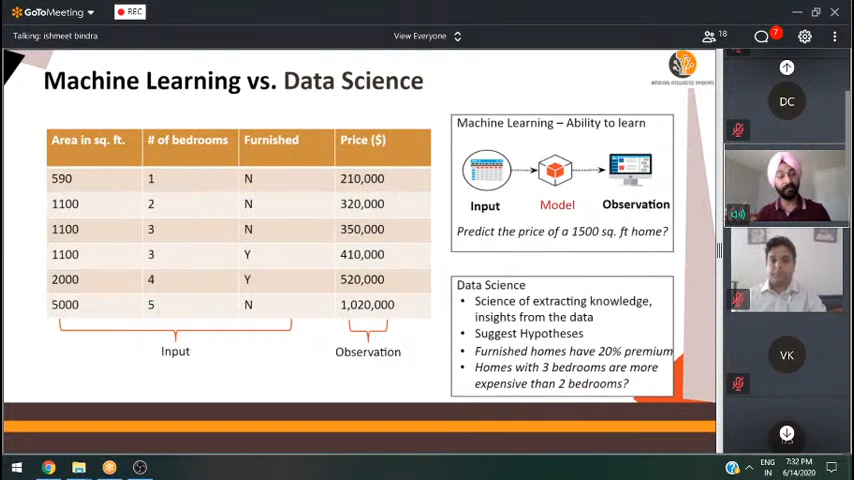 GoToMeeting
REC
Talking: ishmeet bindra
View Everyone
18
7
Machine Learning vs. Data Science
Area in sq. ft. # of bedrooms Furnished Price ($)
590 1 N 210,000
1100 2 N 320,000
1100 3 N 350,000
1100 3 Y 410,000
2000 4 Y 520,000
5000 5 N 1,020,000
Input
Observation
Machine Learning – Ability to learn
Input Model Observation
Predict the price of a 1500 sq. ft home?
Data Science
• Science of extracting knowledge,
insights from the data
• Suggest Hypotheses
• Furnished homes have 20% premium
• Homes with 3 bedrooms are more
expensive than 2 bedrooms?
DC
VK
ENG
IN
7:32 PM
6/14/2020